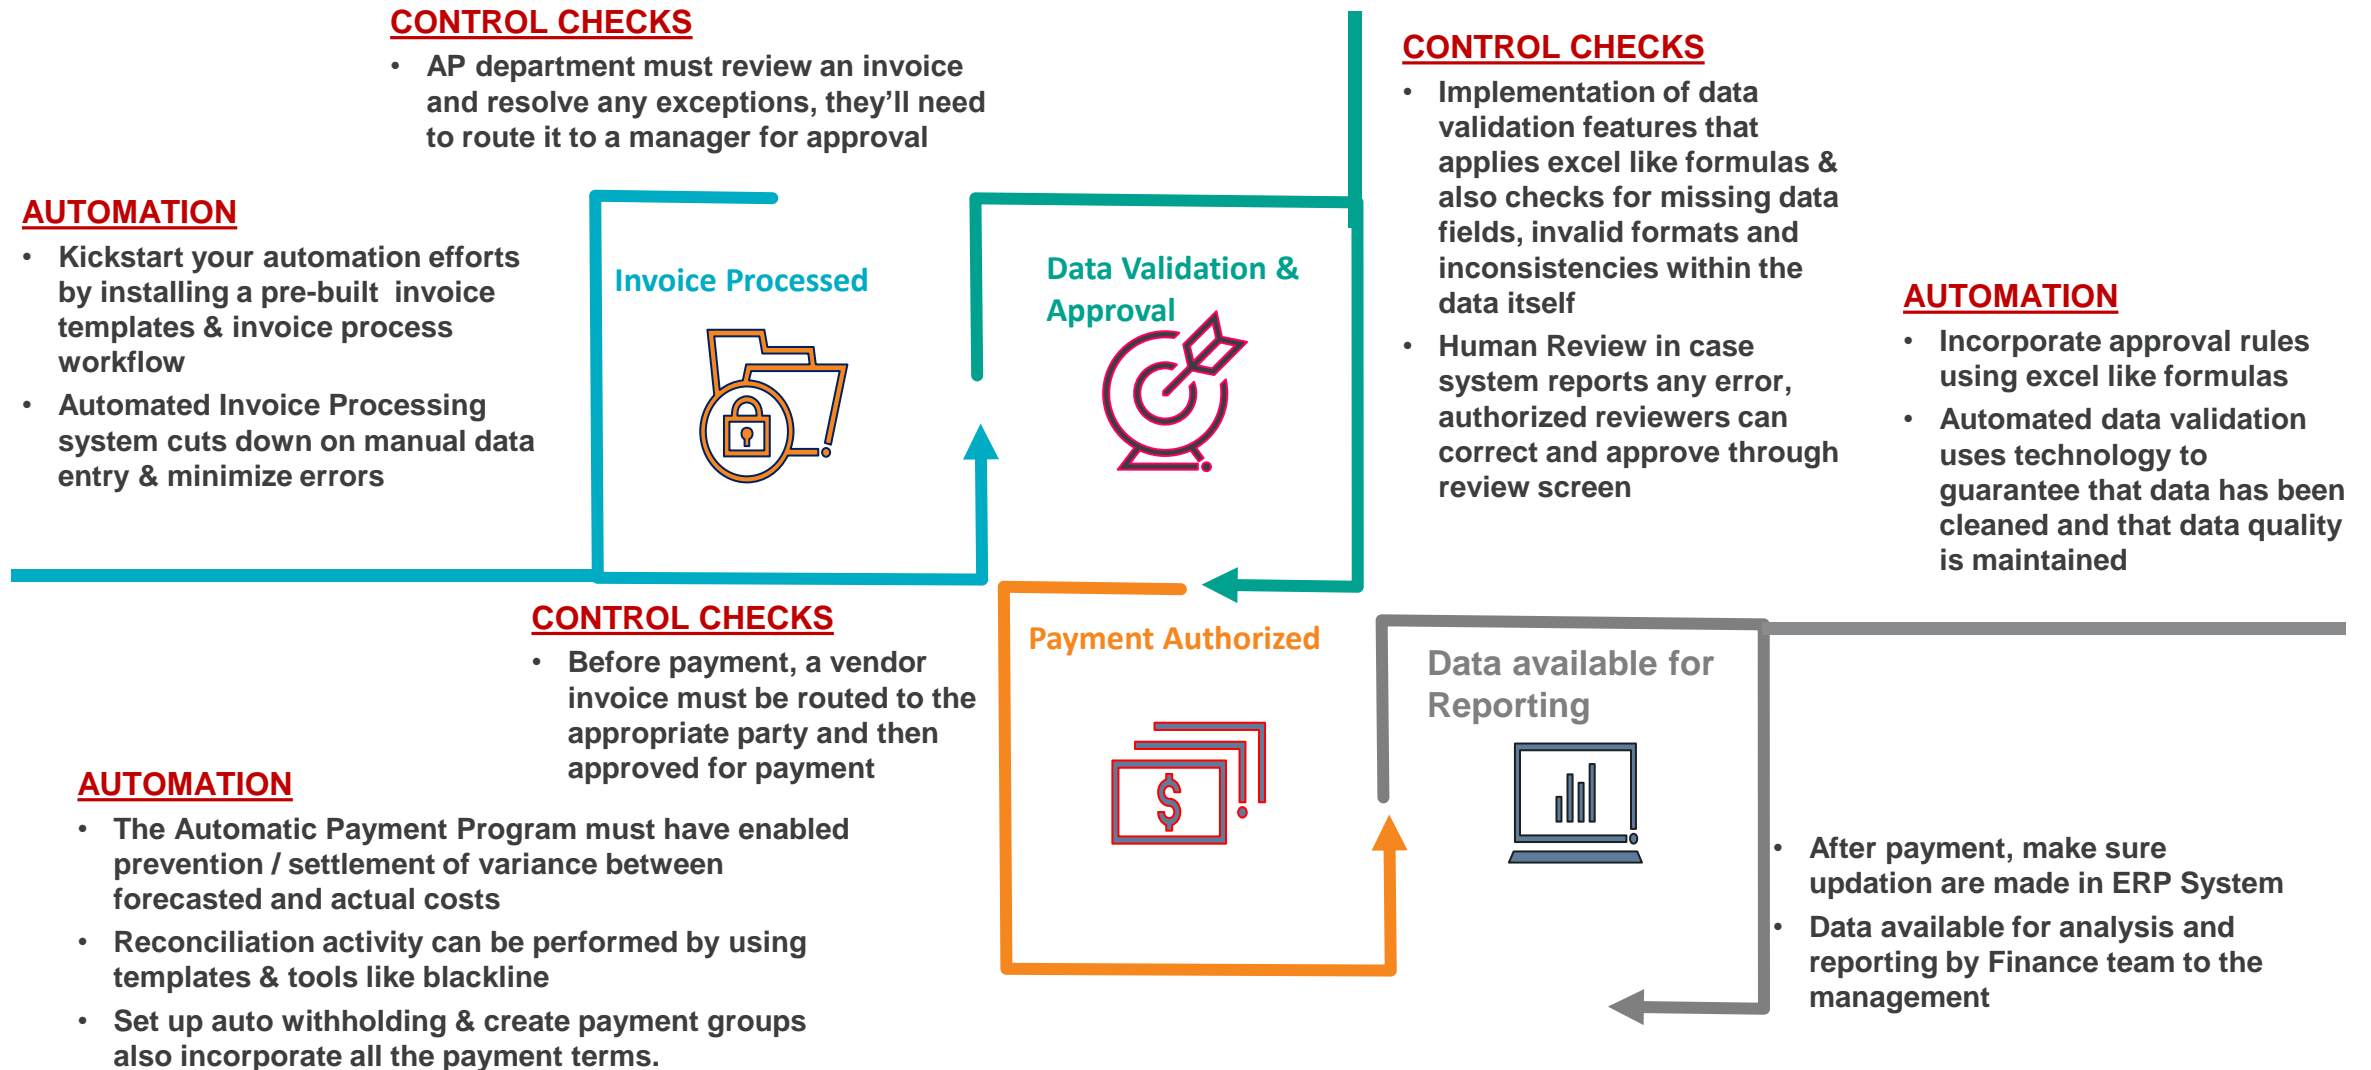 CONTROL CHECKS
• AP department must review an invoice
and resolve any exceptions, they’ll need
to route it to a manager for approval
AUTOMATION
• Kickstart your automation efforts
by installing a pre-built invoice
templates & invoice process
workflow
• Automated Invoice Processing
system cuts down on manual data
entry & minimize errors
Invoice Processed
Data Validation &
Approval
CONTROL CHECKS
• Implementation of data
validation features that
applies excel like formulas &
also checks for missing data
fields, invalid formats and
inconsistencies within the
data itself
• Human Review in case
system reports any error,
authorized reviewers can
correct and approve through
review screen
AUTOMATION
• Incorporate approval rules
using excel like formulas
• Automated data validation
uses technology to
guarantee that data has been
cleaned and that data quality
is maintained
CONTROL CHECKS
• Before payment, a vendor
invoice must be routed to the
appropriate party and then
approved for payment
AUTOMATION
• The Automatic Payment Program must have enabled
prevention / settlement of variance between
forecasted and actual costs
• Reconciliation activity can be performed by using
templates & tools like blackline
• Set up auto withholding & create payment groups
also incorporate all the payment terms.
Payment Authorized
$
Data available for
Reporting
• After payment, make sure
updation are made in ERP System
• Data available for analysis and
reporting by Finance team to the
management